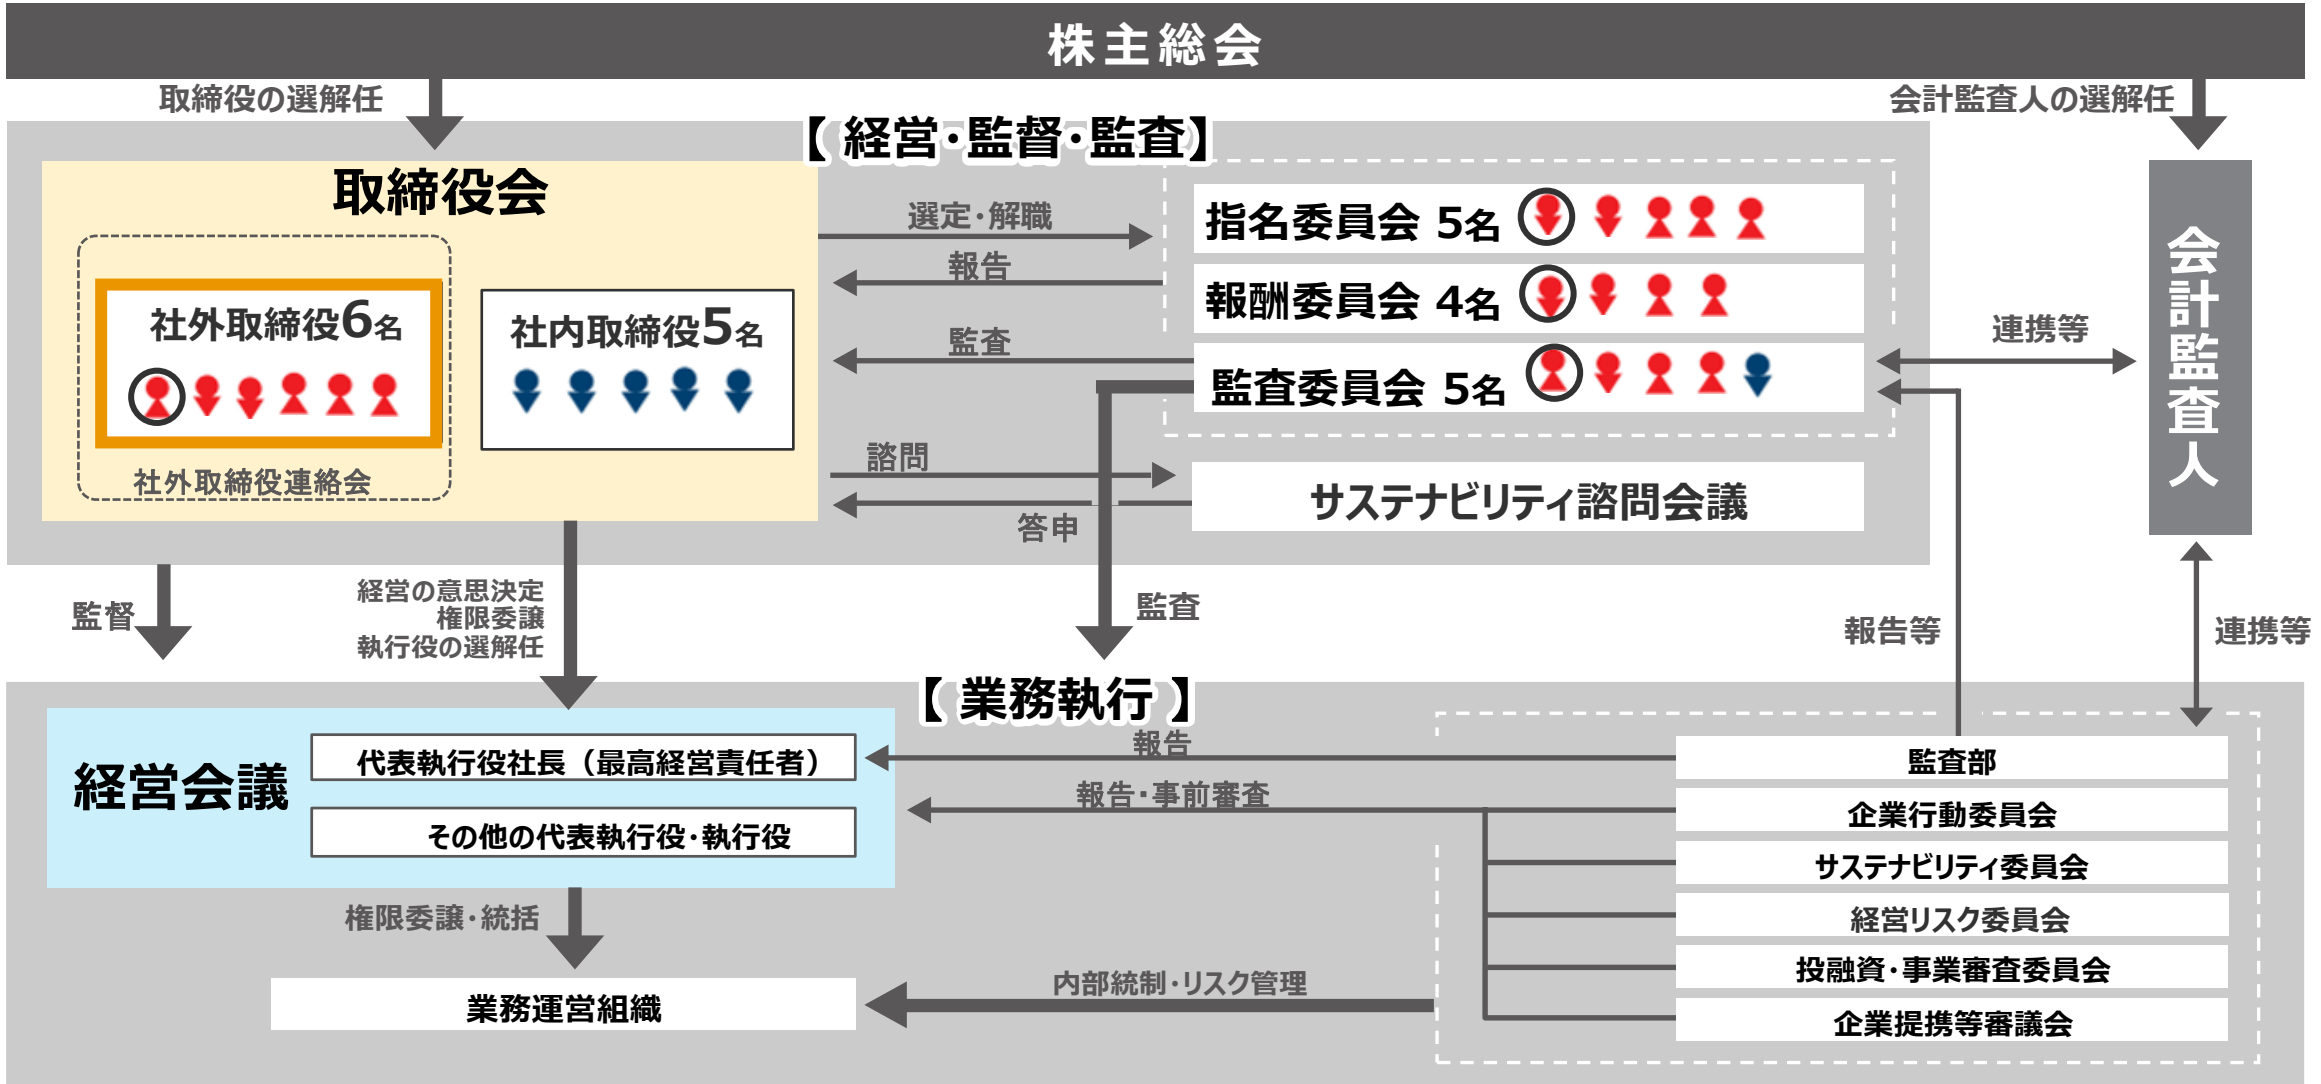 株主総会
取締役の選解任
会計監査人の選解任
【 経営・監督・監査】
取締役会
社外取締役6名
社外取締役連絡会
社内取締役5名
選定・解職
報告
監査
諮問
答申
指名委員会 5名
報酬委員会 4名
監査委員会 5名
サステナビリティ諮問会議
連携等
会計監査人
監督
経営の意思決定
権限委譲
執行役の選解任
監査
報告等
連携等
【 業務執行 】
経営会議
代表執行役社長（最高経営責任者）
その他の代表執行役・執行役
報告
報告・事前審査
監査部
企業行動委員会
サステナビリティ委員会
経営リスク委員会
投融資・事業審査委員会
企業提携等審議会
権限委譲・統括
業務運営組織
内部統制・リスク管理